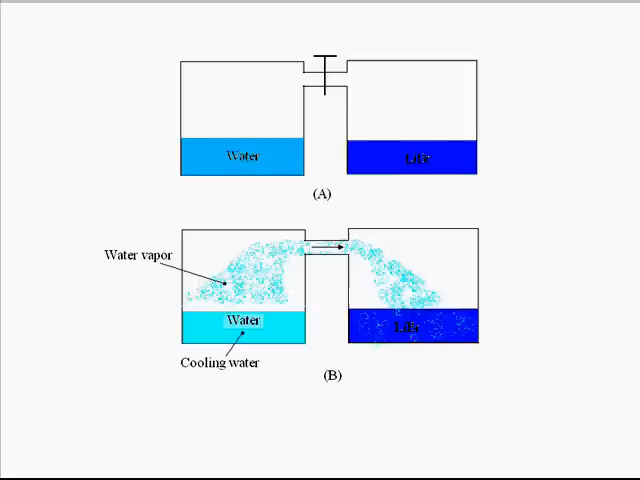 Water
LiBr
(A)
Water vapor
Water
LiBr
Cooling water
(B)